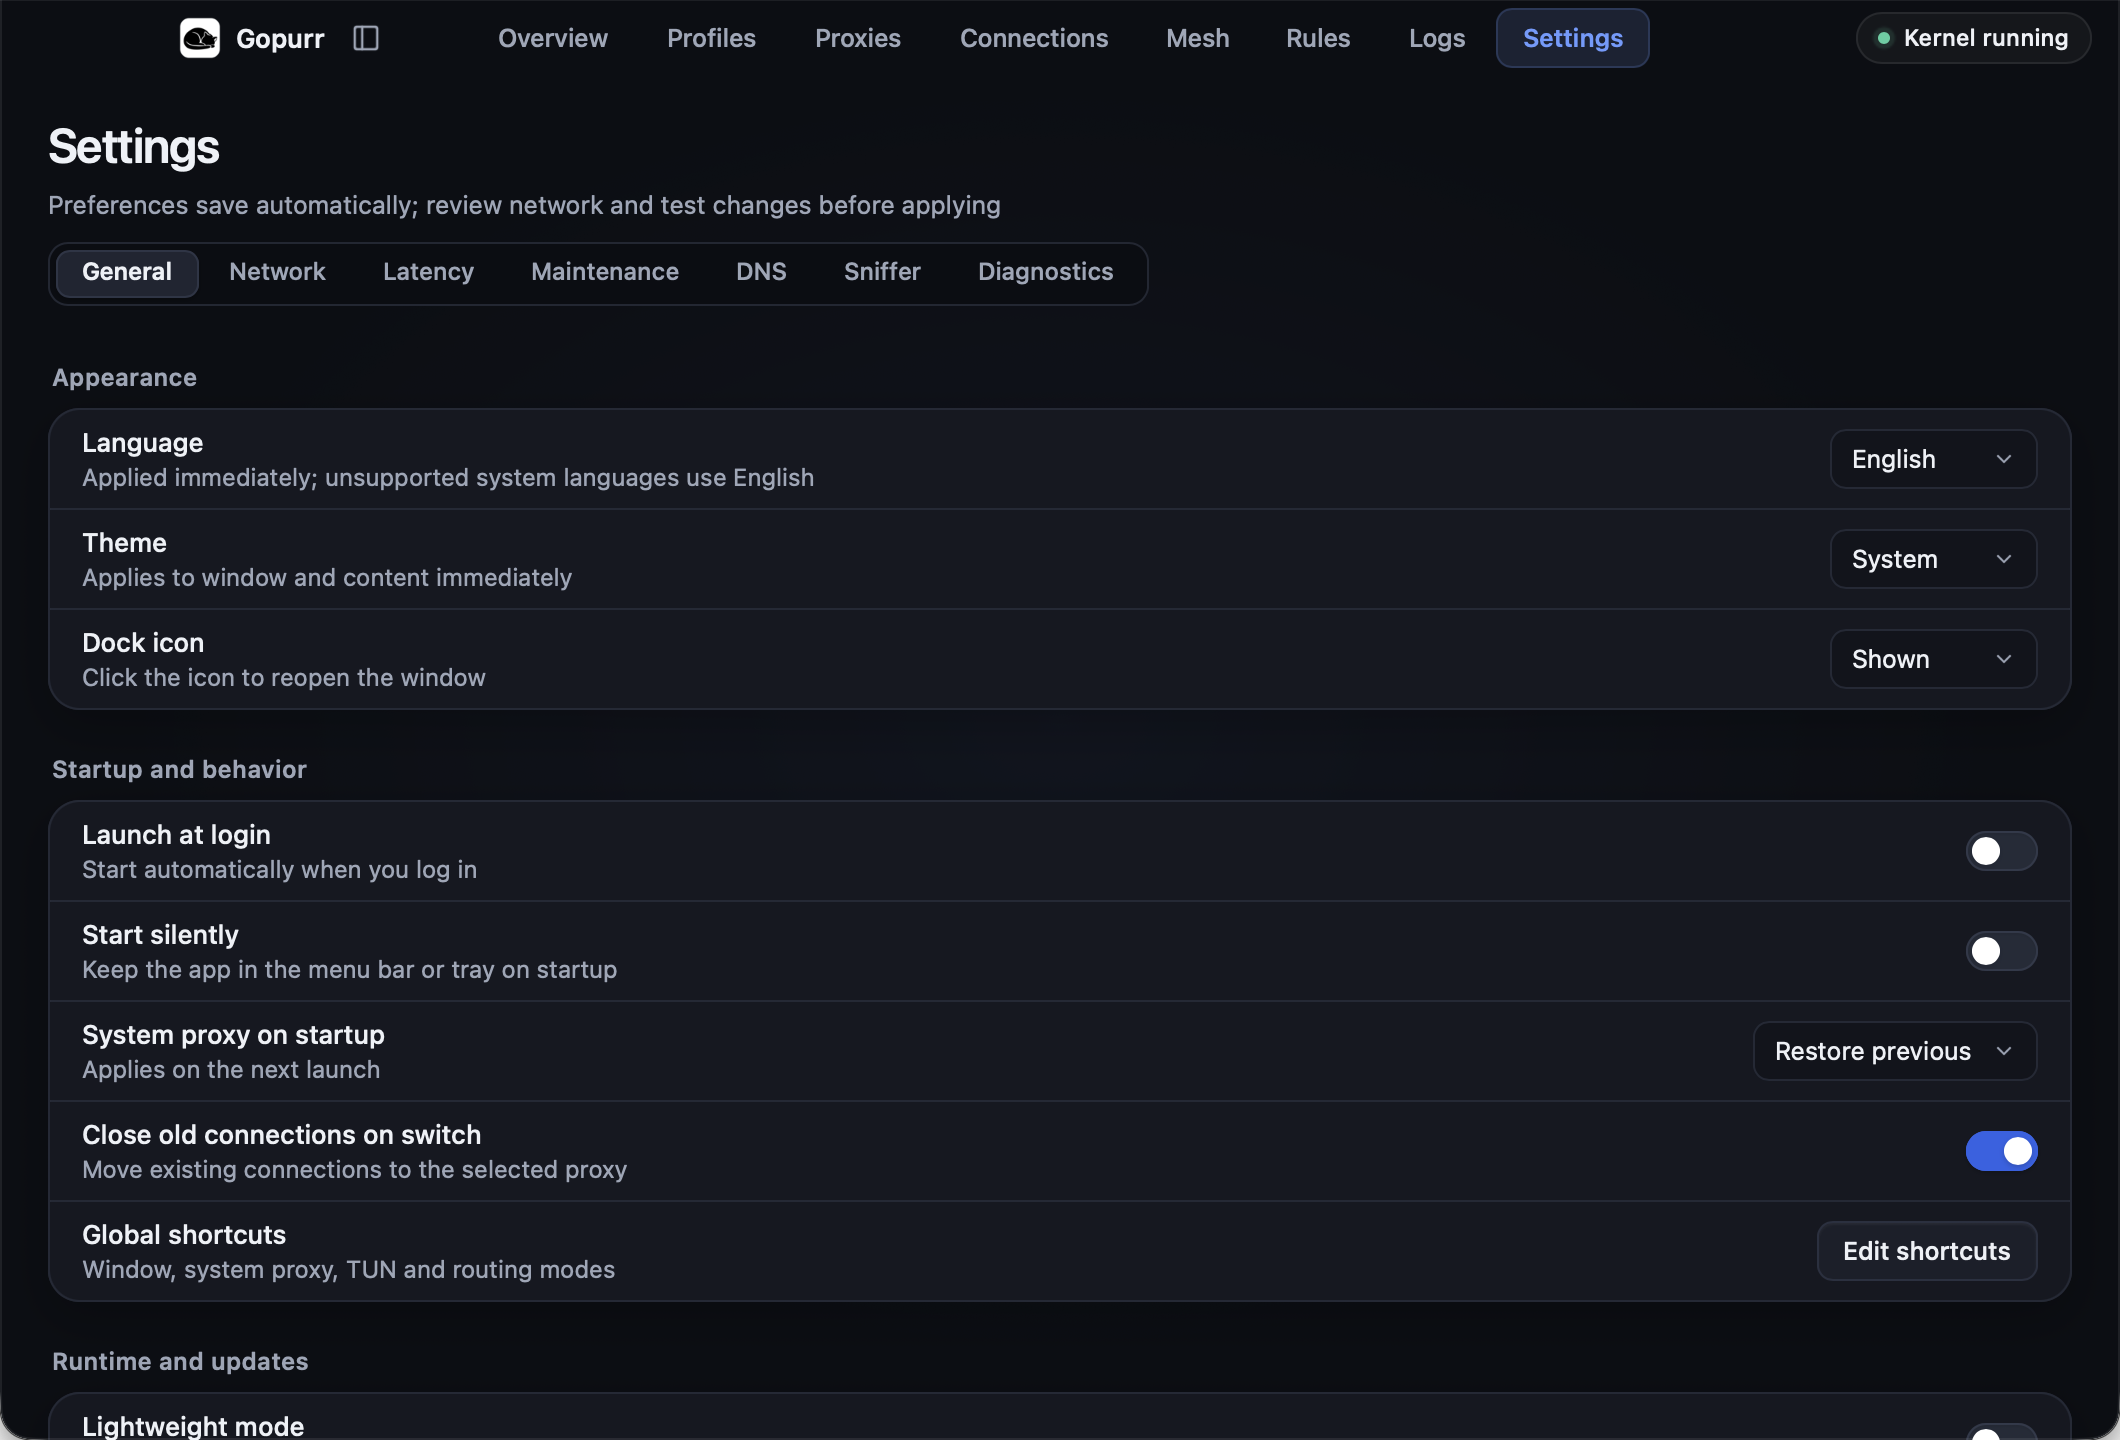 Gopurr
Overview
Profiles
Proxies
Connections
Mesh
Rules
Logs
Settings
Kernel running
Settings
Preferences save automatically; review network and test changes before applying
General
Network
Latency
Maintenance
DNS
Sniffer
Diagnostics
Appearance
Language
Applied immediately; unsupported system languages use English
English
Theme
Applies to window and content immediately
System
Dock icon
Click the icon to reopen the window
Shown
Startup and behavior
Launch at login
Start automatically when you log in
Start silently
Keep the app in the menu bar or tray on startup
System proxy on startup
Applies on the next launch
Restore previous
Close old connections on switch
Move existing connections to the selected proxy
Global shortcuts
Window, system proxy, TUN and routing modes
Edit shortcuts
Runtime and updates
Lightweight mode